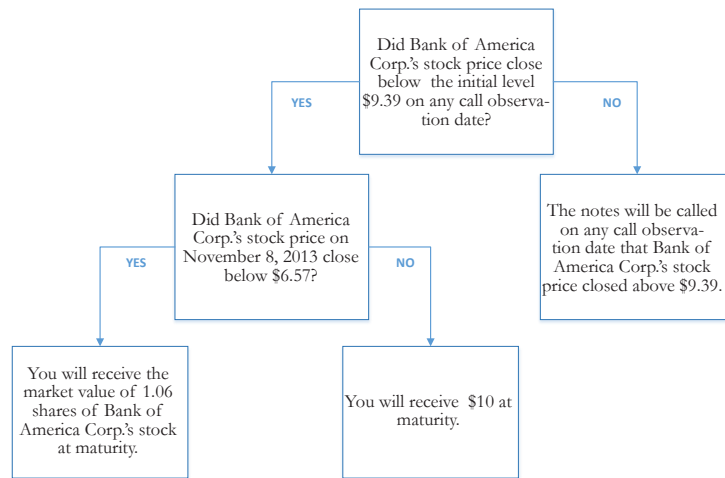 Did Bank of America
Corp.'s stock price close
below the initial level
$9.39 on any call observa-
tion date?
YES
NO
Did Bank of America
Corp.'s stock price on
November 8, 2013 close
below $6.57?
The notes will be called
on any call observa-
tion date that Bank of
America Corp.'s stock
price closed above $9.39.
YES
NO
You will receive the
market value of 1.06
shares of Bank of
America Corp.'s stock
at maturity.
You will receive $10 at
maturity.